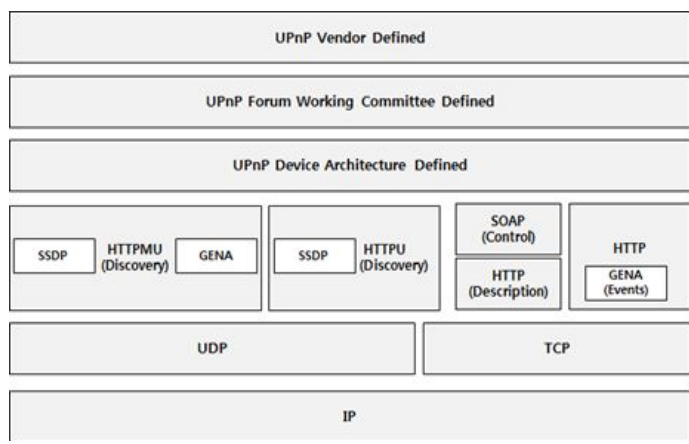 UPnP Vendor Defined
UPnP Forum Working Committee Defined
UPnP Device Architecture Defined
SSDP
HTTPMU
(Discovery)
GENA
SSDP
HTTPU
(Discovery)
SOAP
(Control)
HTTP
(Description)
HTTP
GENA
(Events)
UDP
TCP
IP